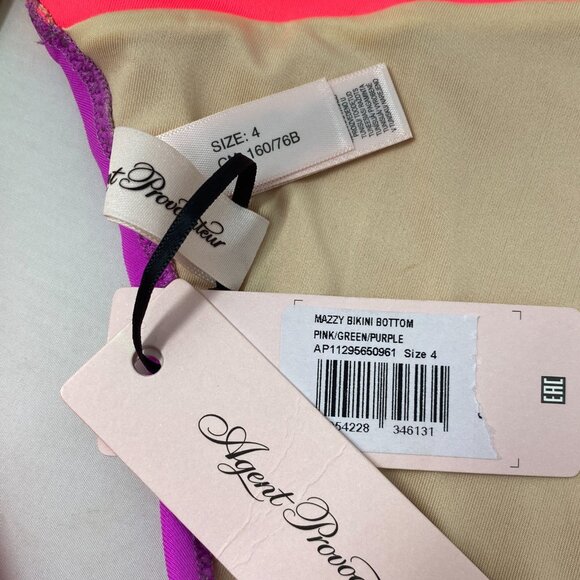 SIZE: 4
160/76B
Agent
Provocateur
MAZZY BIKINI BOTTOM
PINK/GREEN/PURPLE
AP11295650961 Size 4
54228 346131
EAC
Agent Provoc